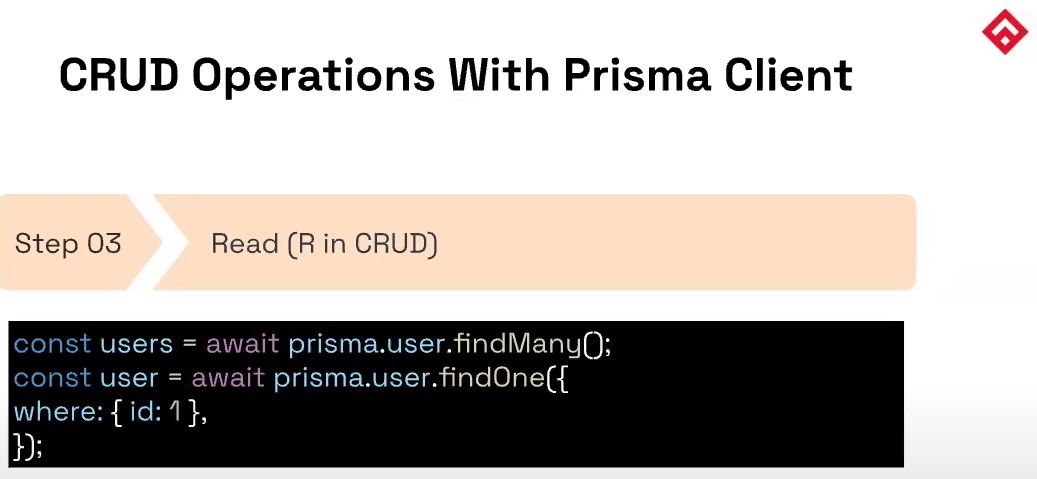 CRUD Operations With Prisma Client
Step 03
Read (R in CRUD)
const users = await prisma.user.findMany();
const user = await prisma.user.findOne({
where: { id: 1 },
});